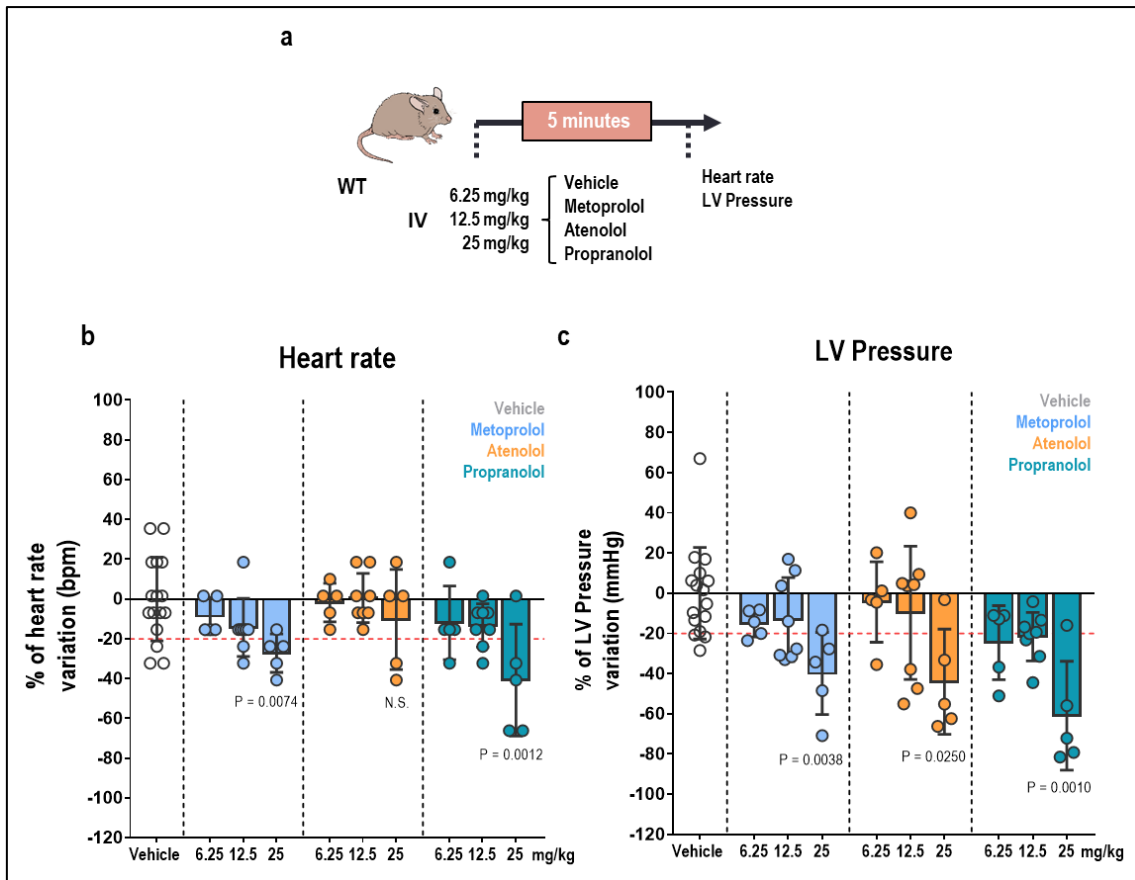 a
5 minutes
WT
IV
6.25 mg/kg
12.5 mg/kg
25 mg/kg
Vehicle
Metoprolol
Atenolol
Propranolol
Heart rate
LV Pressure
b
Heart rate
% of heart rate
variation (bpm)
100
80
60
40
20
0
-20
-40
-60
-80
-100
-120
Vehicle
Metoprolol
Atenolol
Propranolol
P = 0.0074
N.S.
P = 0.0012
Vehicle
6.25 12.5 25
6.25 12.5 25
6.25 12.5 25 mg/kg
c
LV Pressure
% of LV Pressure
variation (mmHg)
100
80
60
40
20
0
-20
-40
-60
-80
-100
-120
Vehicle
Metoprolol
Atenolol
Propranolol
P = 0.0038
P = 0.0250
P = 0.0010
Vehicle
6.25 12.5 25
6.25 12.5 25
6.25 12.5 25 mg/kg